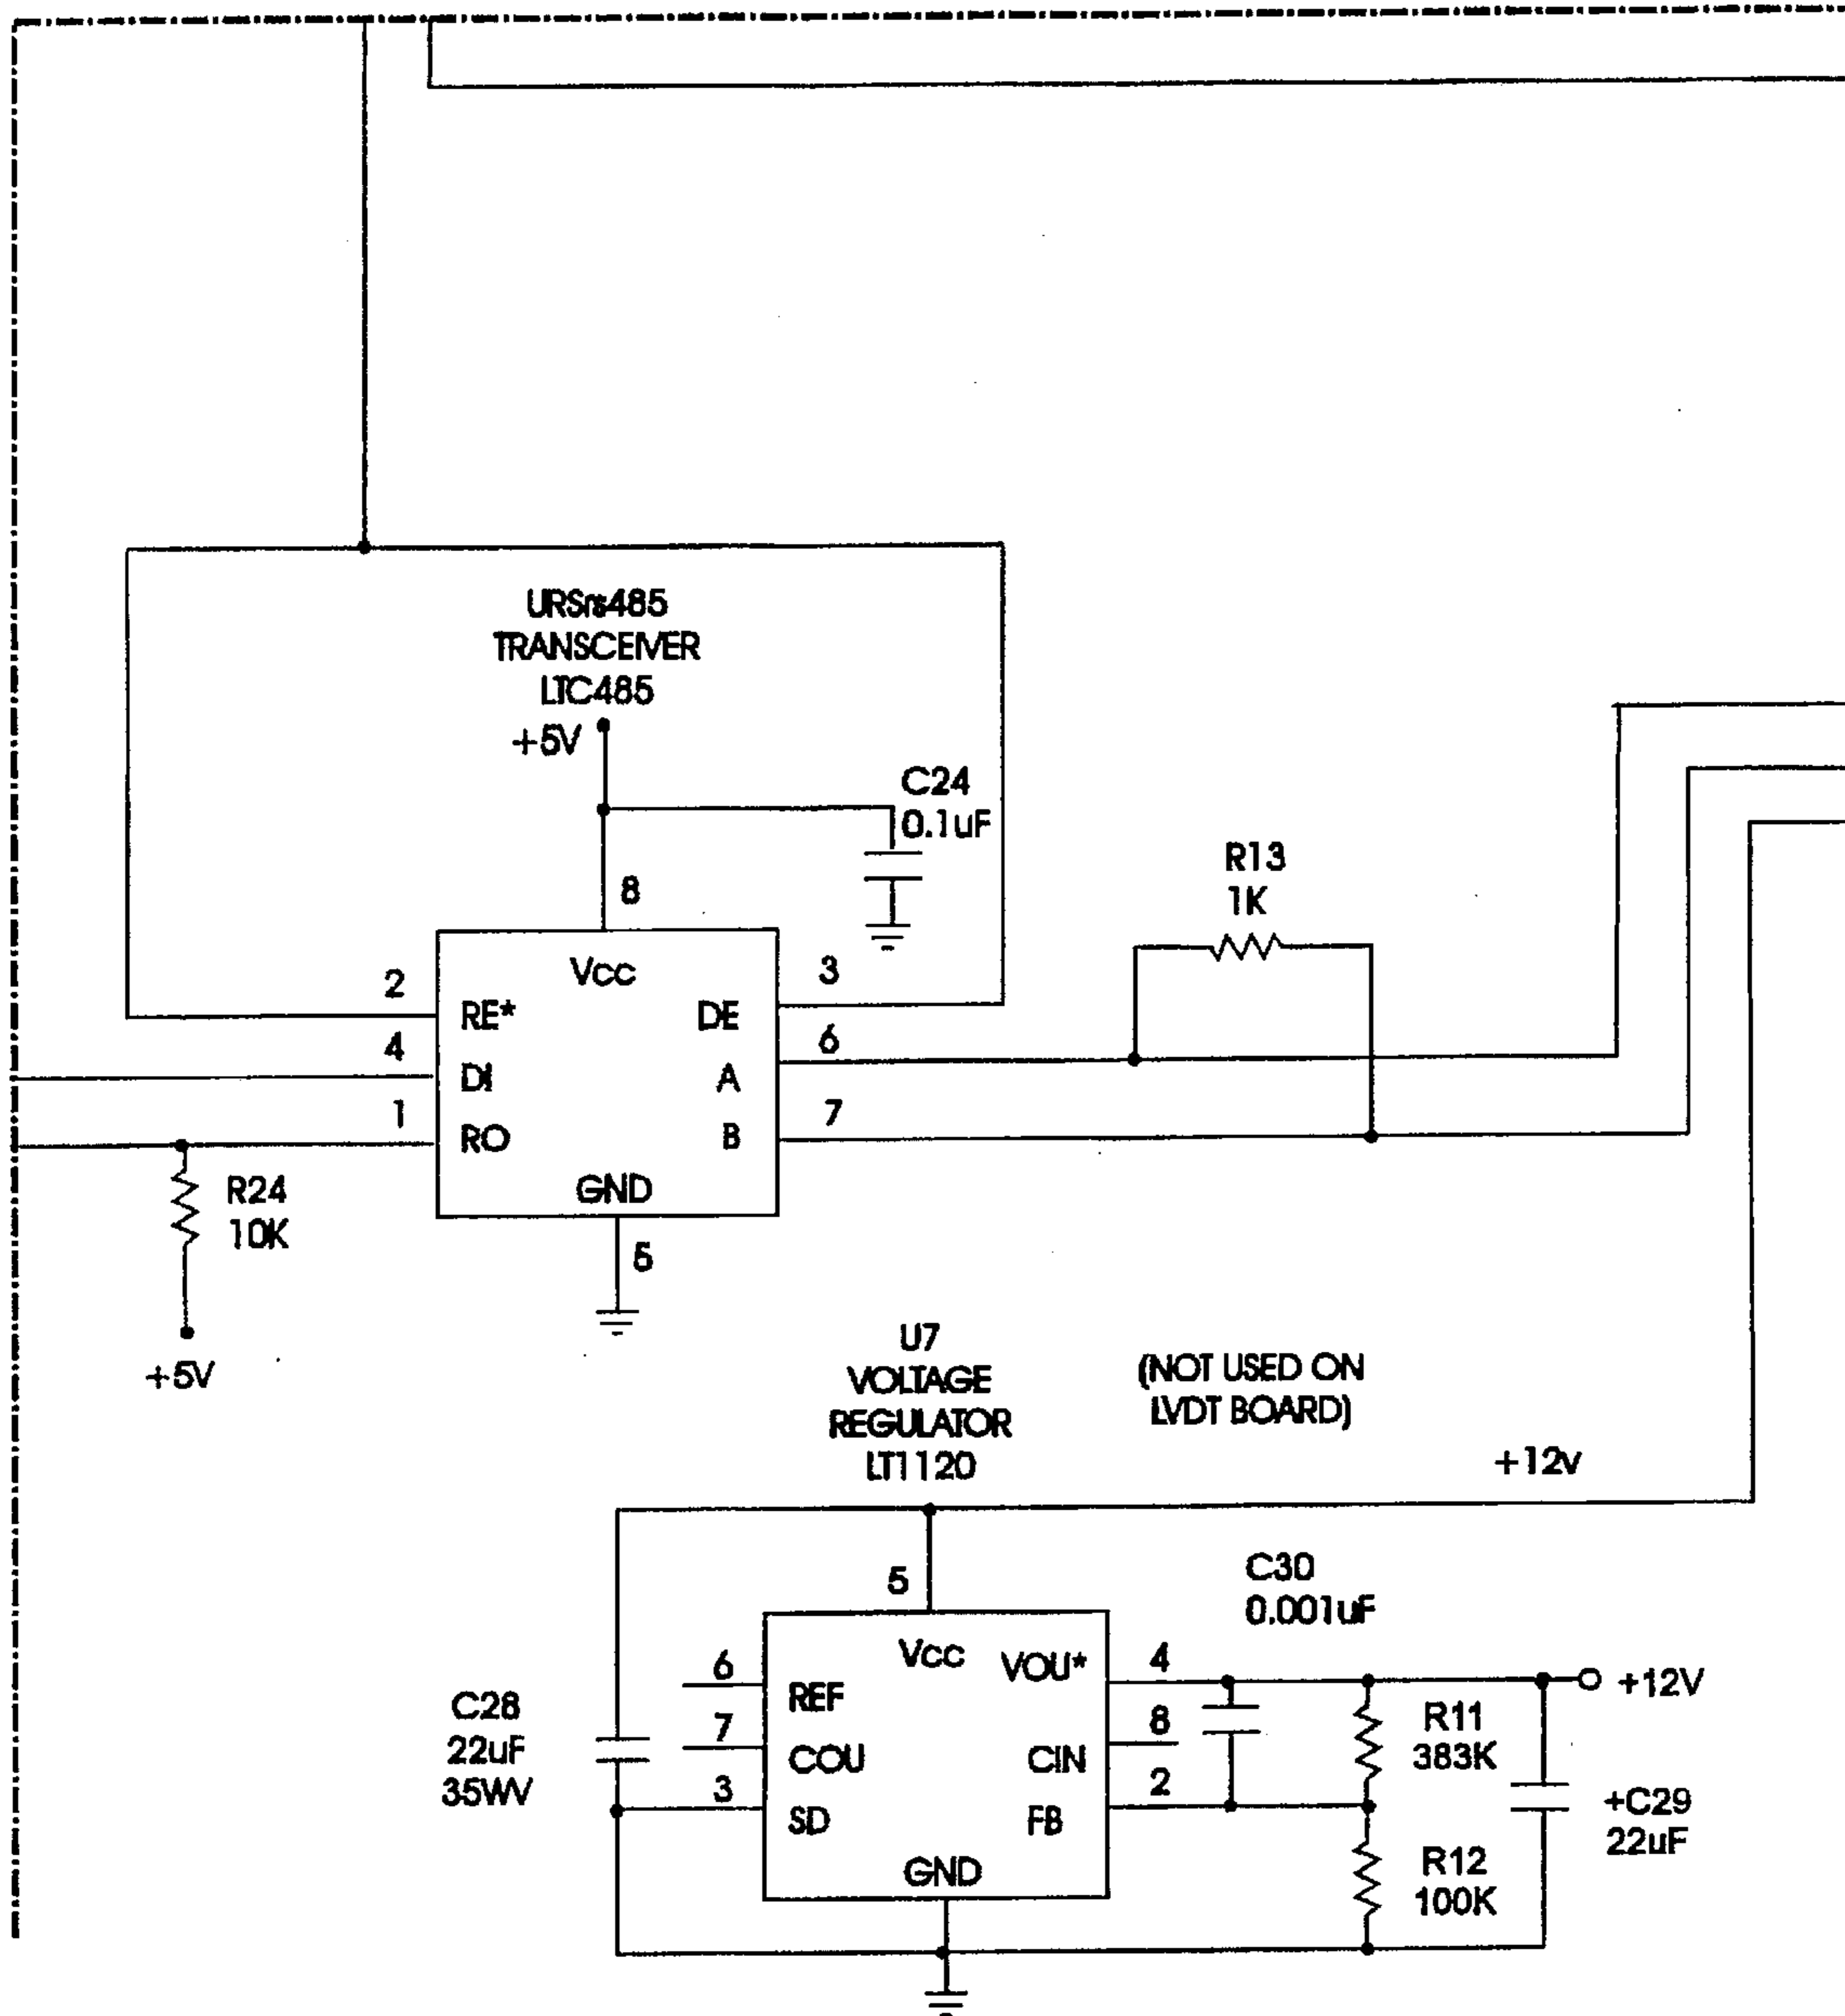 URSrs485
TRANSCEIVER
LTC485
+5V
C24
0.1uF
8
R13
1K
Vcc
2
3
RE*
DE
4
6
DI
A
1
7
RO
B
GND
R24
10K
5
+5V
U7
VOLTAGE
REGULATOR
LT1120
(NOT USED ON
LVDT BOARD)
+12v
5
C30
0.001uF
Vcc
VOU*
6
4
REF
+12V
C28
22uF
35WV
7
8
COU
CIN
R11
383K
3
2
SD
FB
+C29
22uF
GND
R12
100K